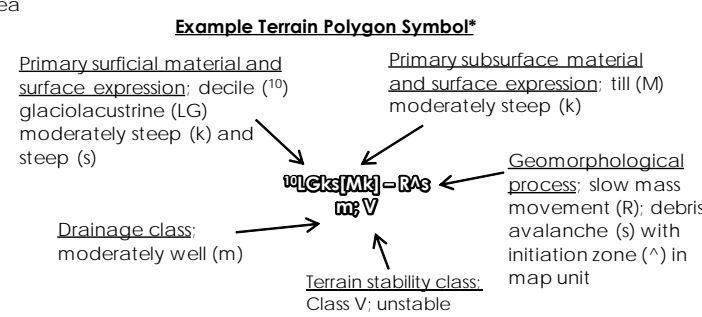 ea
Example Terrain Polygon Symbol*
Primary surficial material and
surface expression; decile (¹⁰)
glaciolacustrine (LG)
moderately steep (k) and
steep (s)
Primary subsurface material
and surface expression; till (M)
moderately steep (k)
¹⁰LGks[Mk] – R^s
m; V
Geomorphological
process; slow mass
movement (R); debris
avalanche (s) with
initiation zone (^) in
map unit
Drainage class;
moderately well (m)
Terrain stability class;
Class V; unstable